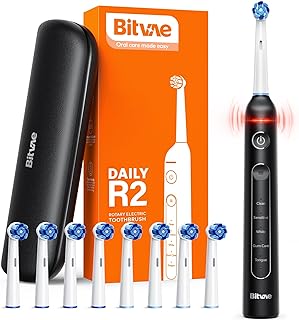 Bitvae
Oral care made easy
DAILY
R2
ROTARY ELECTRIC
TOOTHBRUSH
Bitvae
Clean
Sensitive
White
Gum Care
Tongue
Bitvae